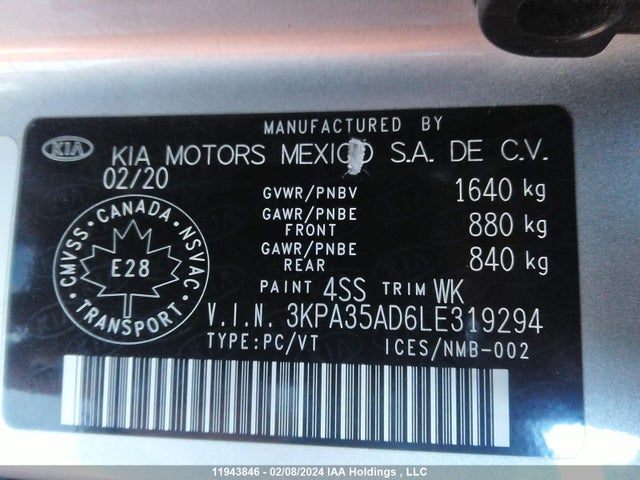 MANUFACTURED BY
KIA
KIA MOTORS MEXICO S.A. DE C.V.
02/20
GVWR/PNBV 1640 kg
GAWR/PNBE FRONT 880 kg
GAWR/PNBE REAR 840 kg
CANADA
CMVSS NSVAC
E28
TRANSPORT
PAINT 4SS TRIM WK
V.I.N. 3KPA35AD6LE319294
TYPE:PC/VT ICES/NMB-002
11943846 - 02/08/2024 IAA Holdings , LLC